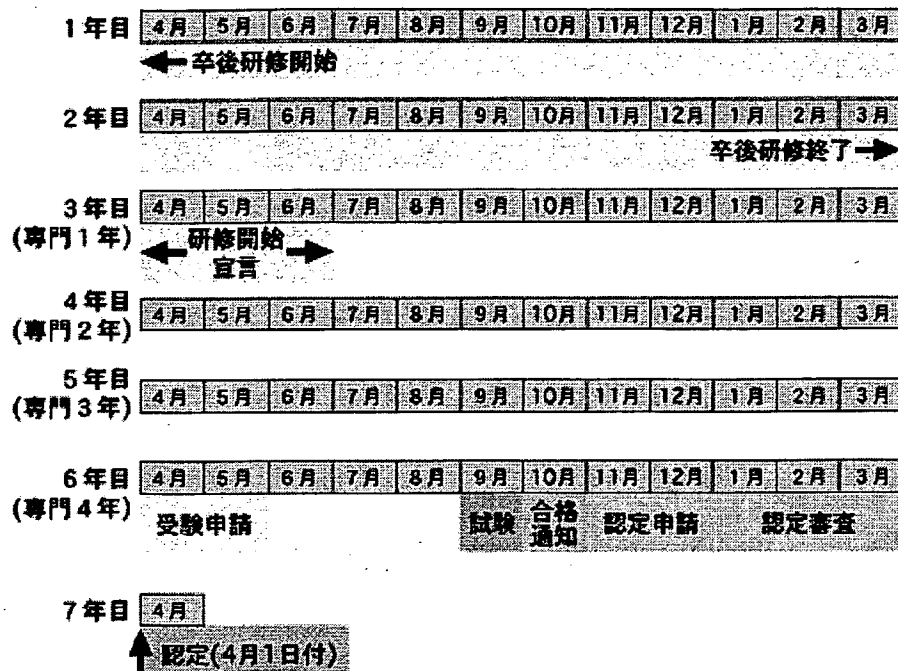 1年目 4月 5月 6月 7月 8月 9月 10月 11月 12月 1月 2月 3月
卒後研修開始
2年目 4月 5月 6月 7月 8月 9月 10月 11月 12月 1月 2月 3月
卒後研修終了
3年目 4月 5月 6月 7月 8月 9月 10月 11月 12月 1月 2月 3月
(専門1年)
研修開始
宣言
4年目
(専門2年) 4月 5月 6月 7月 8月 9月 10月 11月 12月 1月 2月 3月
5年目
(専門3年) 4月 5月 6月 7月 8月 9月 10月 11月 12月 1月 2月 3月
6年目 4月 5月 6月 7月 8月 9月 10月 11月 12月 1月 2月 3月
(専門4年)
受験申請 試験 合格 認定申請 認定審査
通知
7年目 4月
認定(4月1日付)